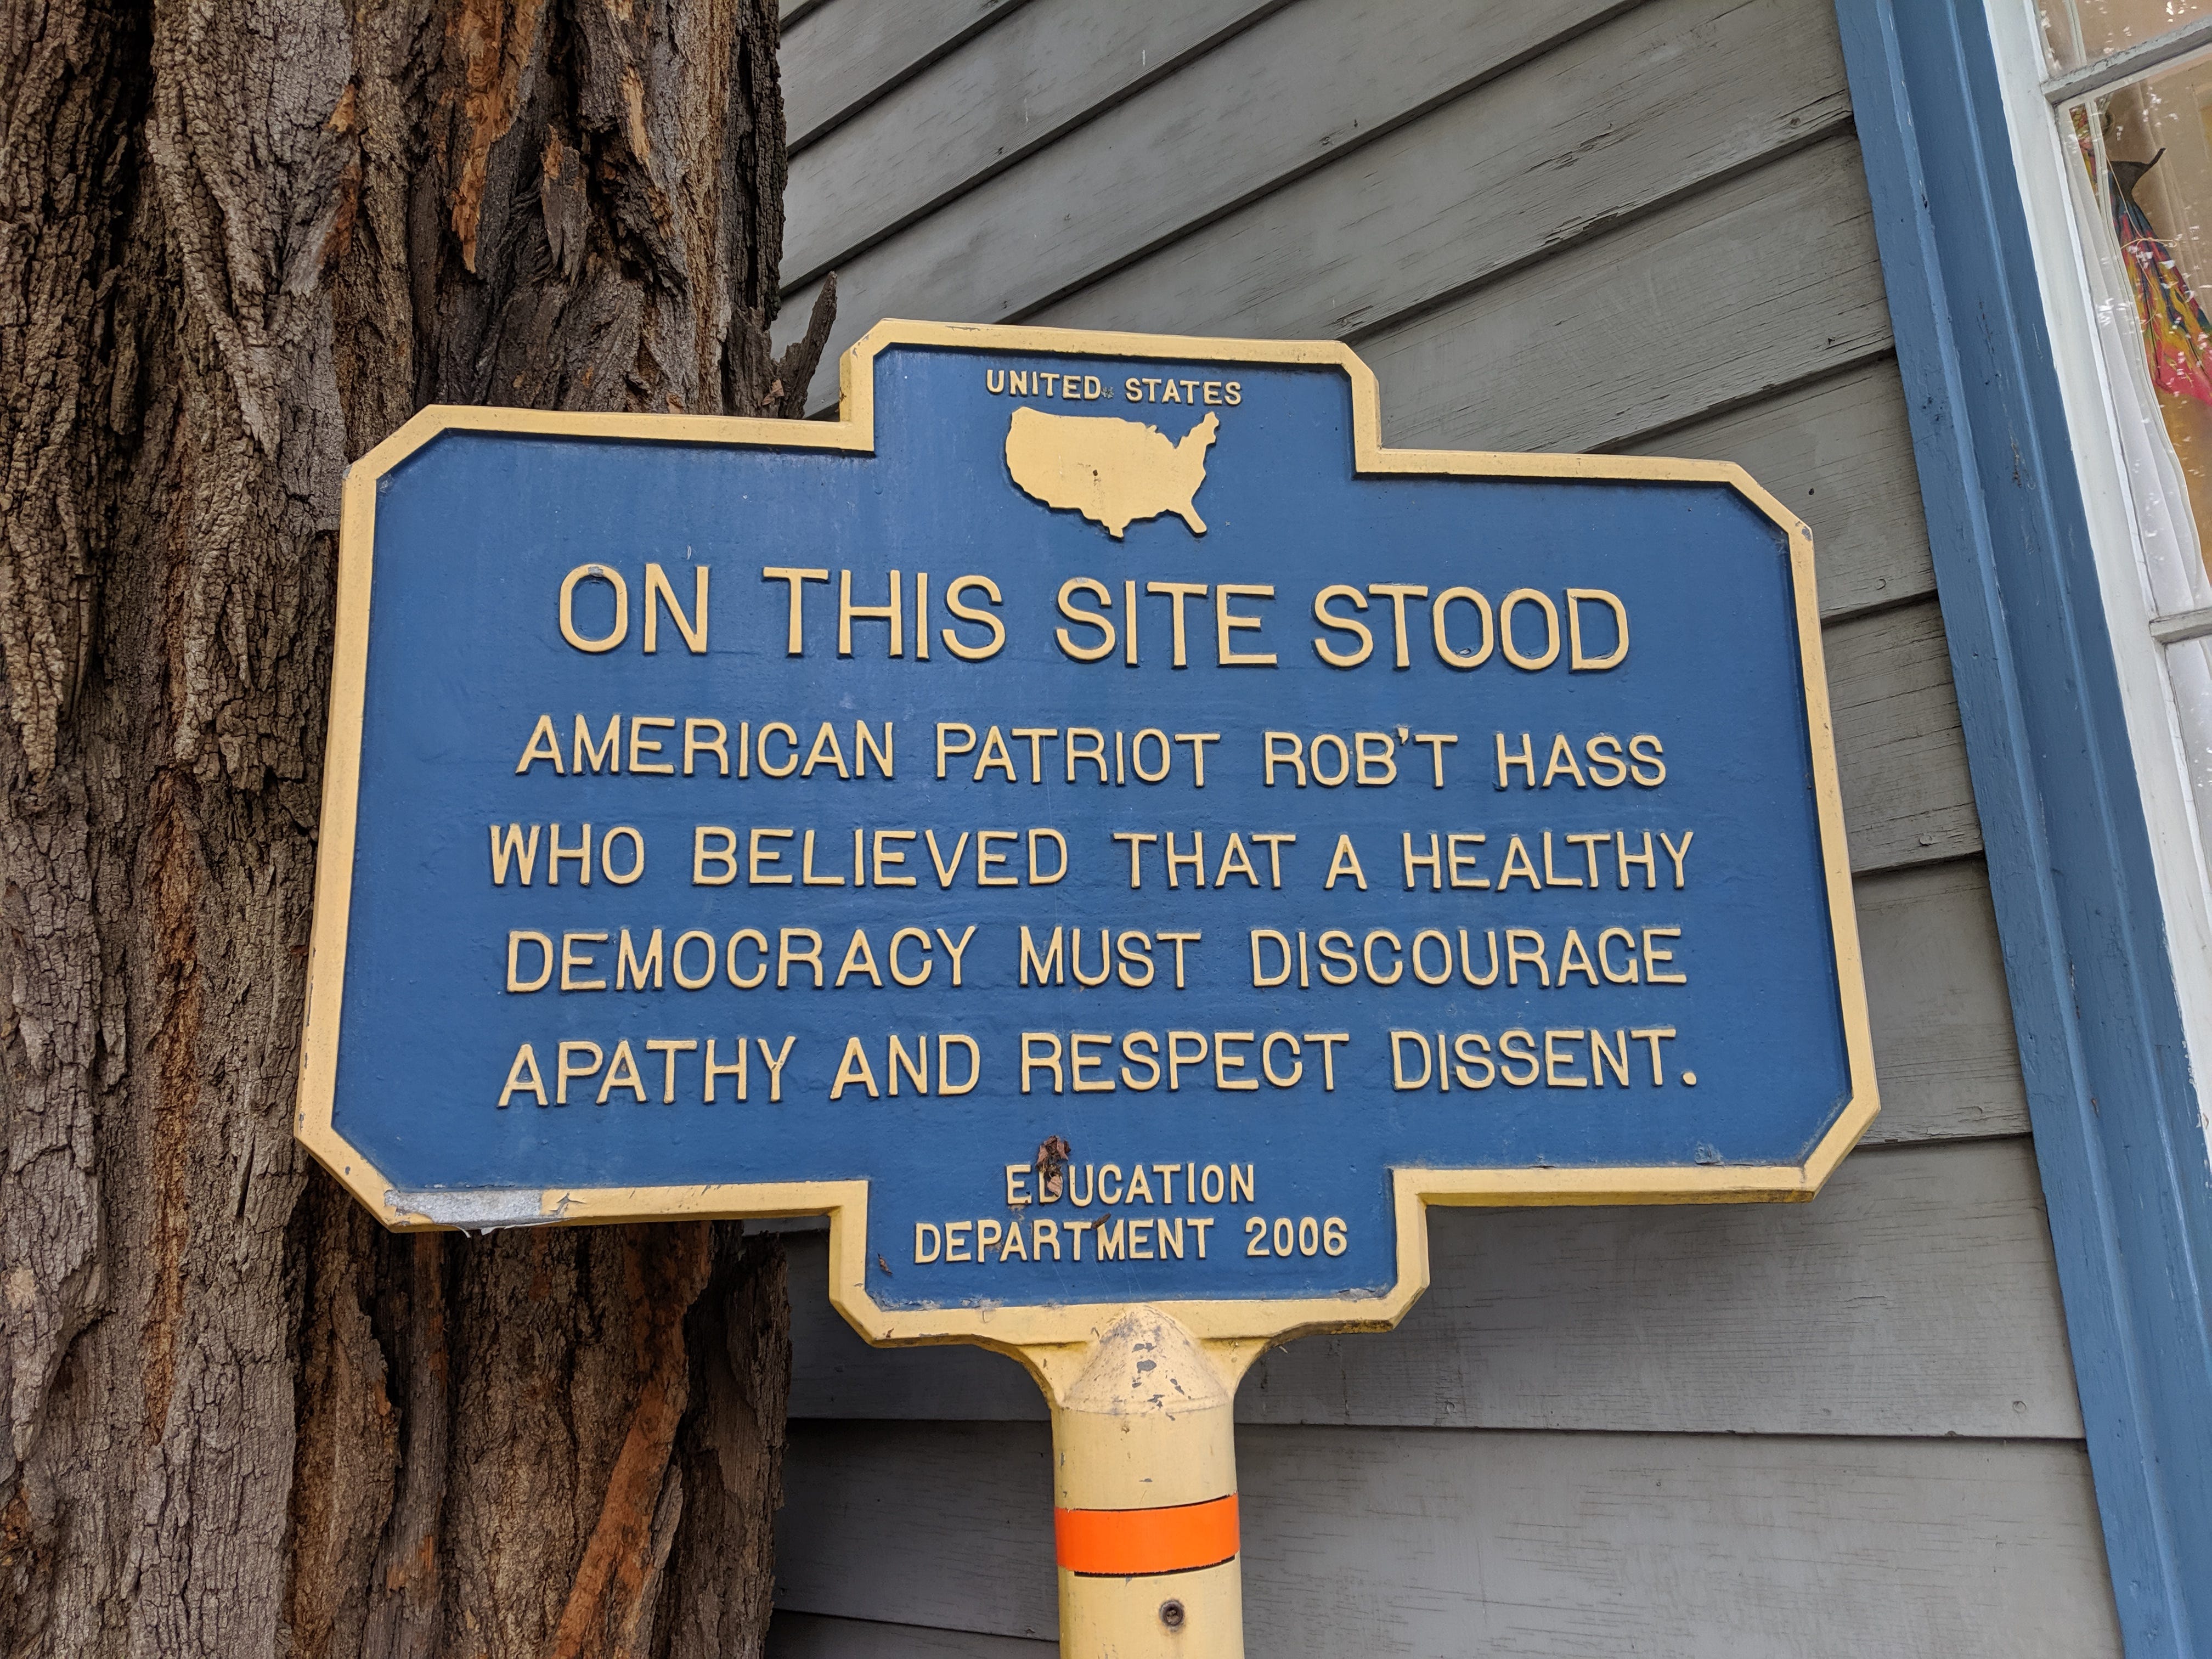 UNITED STATES
ON THIS SITE STOOD
AMERICAN PATRIOT ROB'T HASS
WHO BELIEVED THAT A HEALTHY
DEMOCRACY MUST DISCOURAGE
APATHY AND RESPECT DISSENT.
EDUCATION
DEPARTMENT 2006